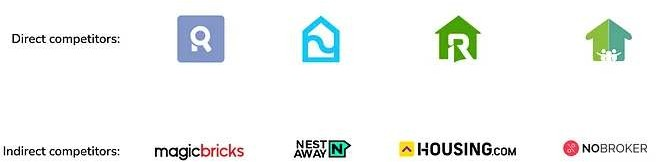 Direct competitors:
R
R
Indirect competitors:
magicbricks
NEST
AWAY N
HOUSING.COM
NOBROKER